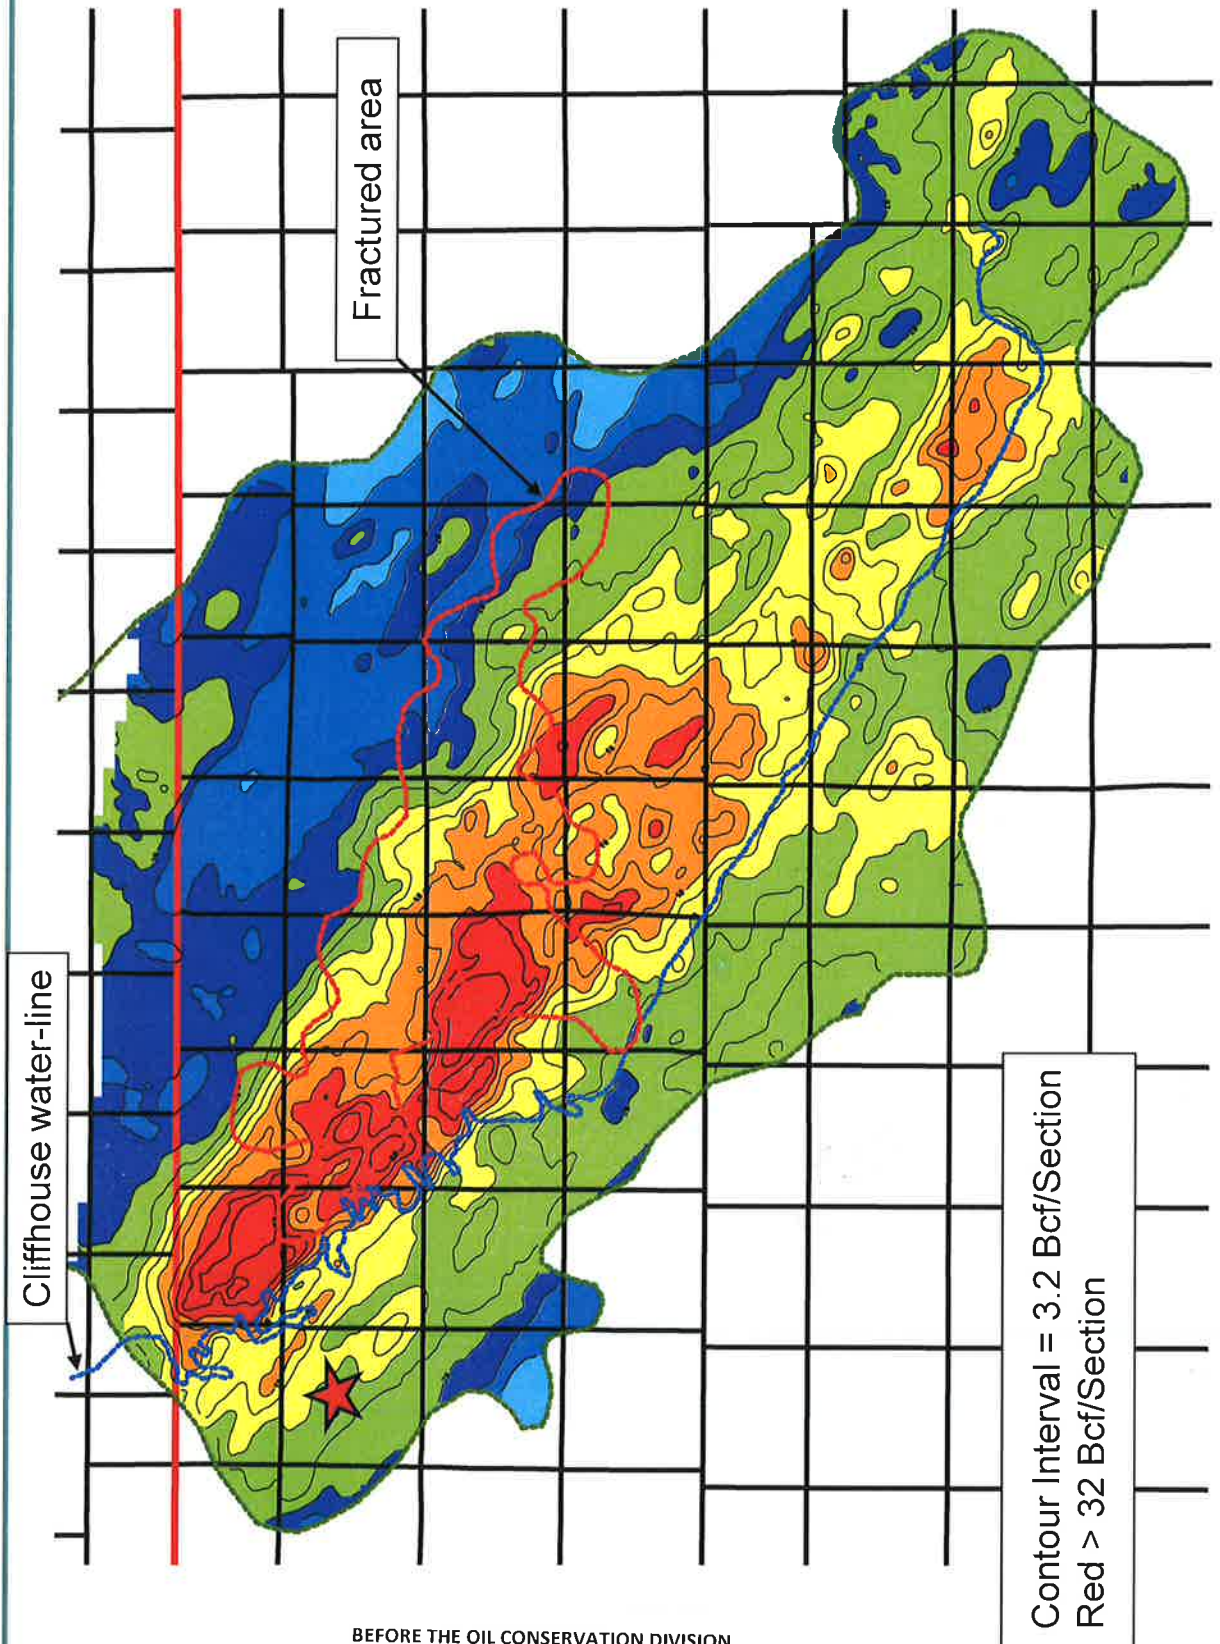 Cliffhouse water-line
Fractured area
Contour Interval = 3.2 Bcf/Section
Red > 32 Bcf/Section
BEFORE THE OIL CONSERVATION DIVISION